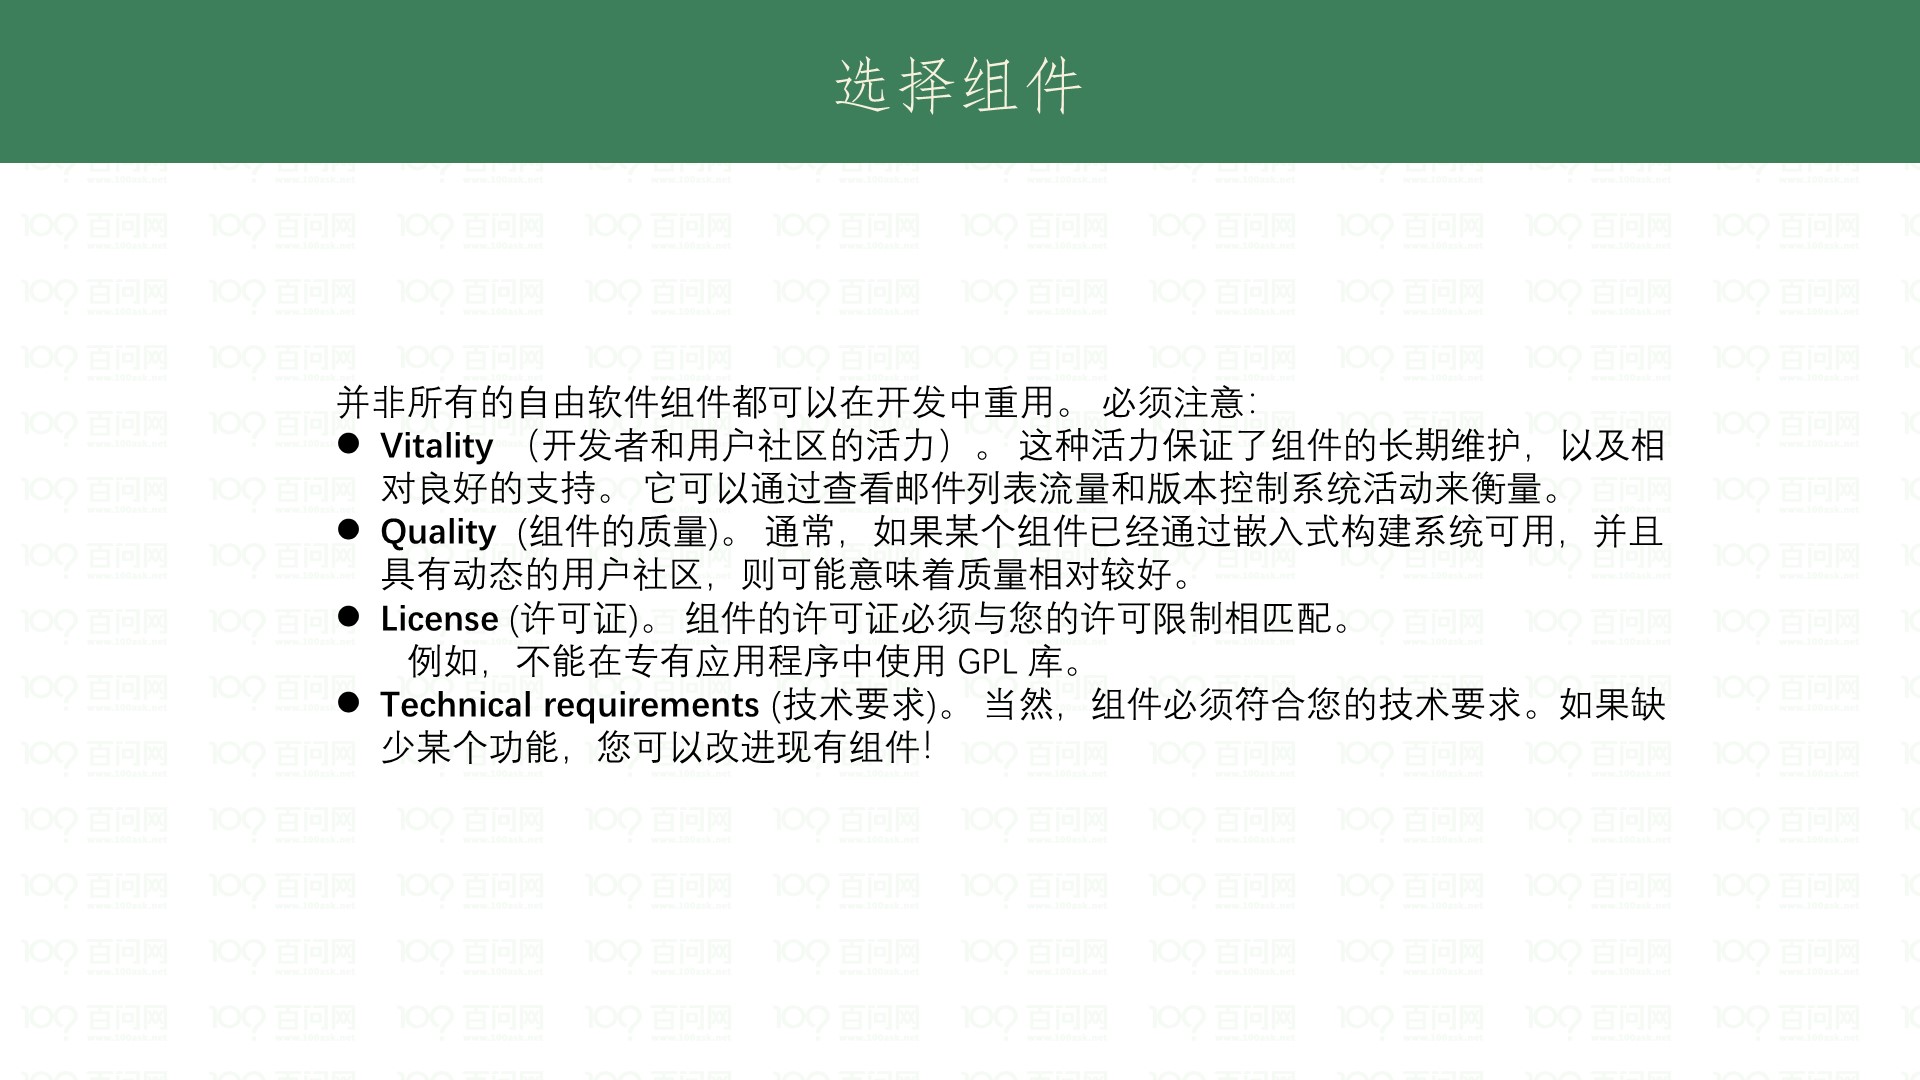 选择组件
并非所有的自由软件组件都可以在开发中重用。 必须注意：
● Vitality （开发者和用户社区的活力）。 这种活力保证了组件的长期维护，以及相
对良好的支持。 它可以通过查看邮件列表流量和版本控制系统活动来衡量。
● Quality (组件的质量)。 通常，如果某个组件已经通过嵌入式构建系统可用，并且
具有动态的用户社区，则可能意味着质量相对较好。
● License (许可证)。 组件的许可证必须与您的许可限制相匹配。
例如，不能在专有应用程序中使用 GPL 库。
● Technical requirements (技术要求)。 当然，组件必须符合您的技术要求。如果缺
少某个功能，您可以改进现有组件！
百问网
www.100ask.net